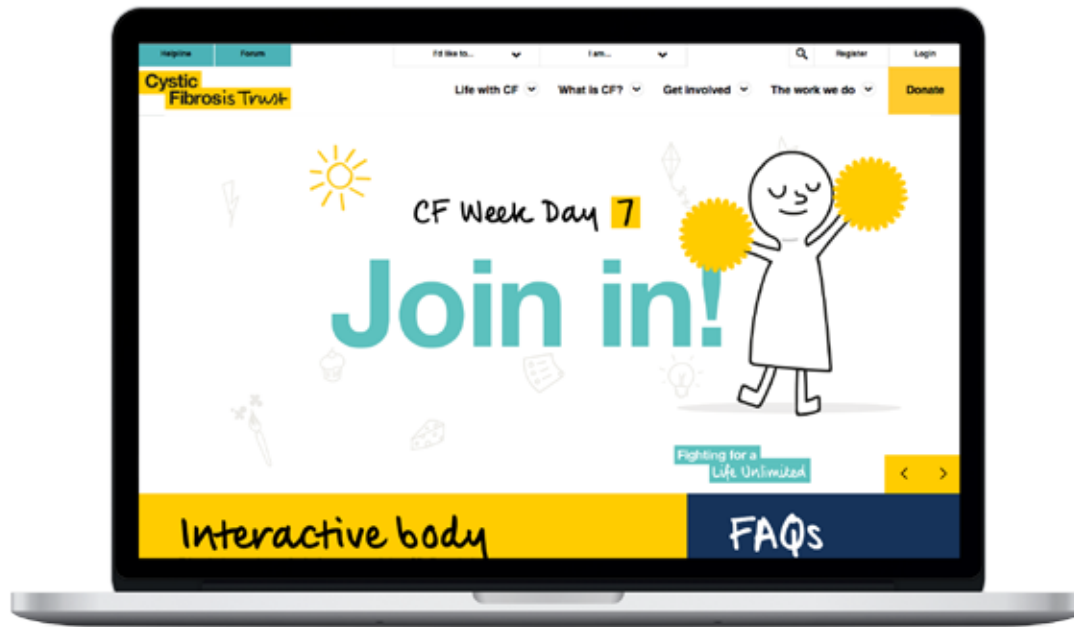 Helpline Forum I'd like to... I am... Register Login
Cystic
Fibrosis Trust
Life with CF What is CF? Get involved The work we do Donate
CF Week Day 7
Join in!
Fighting for a
Life Unlimited
Interactive body
FAQs